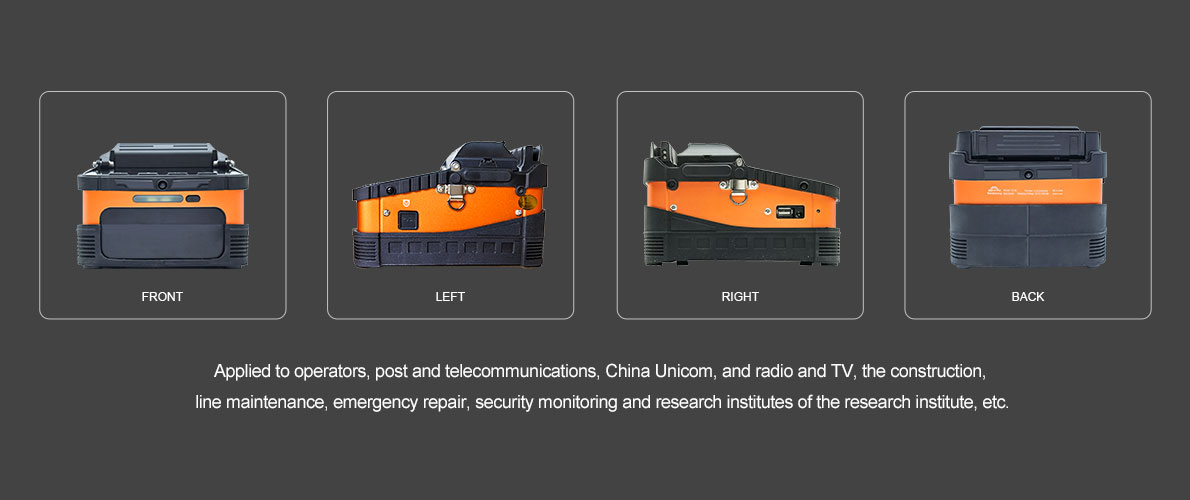 FRONT
LEFT
RIGHT
BACK
Applied to operators, post and telecommunications, China Unicom, and radio and TV, the construction,
line maintenance, emergency repair, security monitoring and research institutes of the research institute, etc.